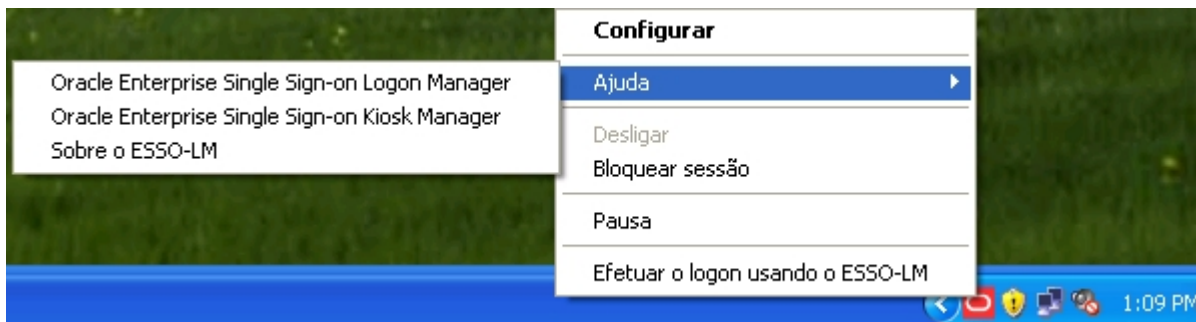 Configurar
Ajuda
Oracle Enterprise Single Sign-on Logon Manager
Oracle Enterprise Single Sign-on Kiosk Manager
Sobre o ESSO-LM
Desligar
Bloquear sessão
Pausa
Efetuar o logon usando o ESSO-LM
1:09 PM